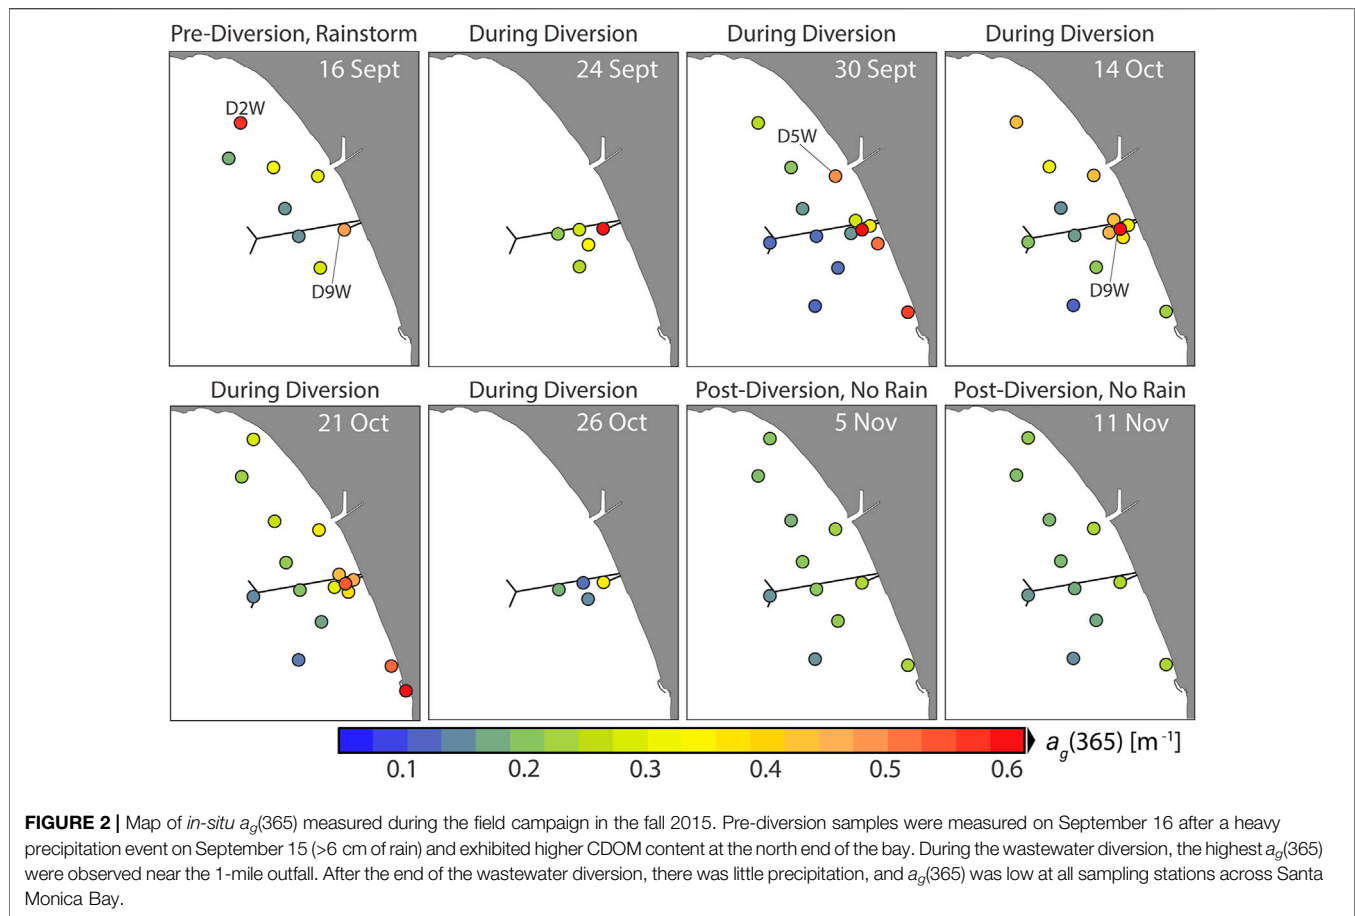 Pre-Diversion, Rainstorm
16 Sept
D2W
D9W
During Diversion
24 Sept
During Diversion
30 Sept
D5W
During Diversion
14 Oct
D9W
During Diversion
21 Oct
During Diversion
26 Oct
Post-Diversion, No Rain
5 Nov
Post-Diversion, No Rain
11 Nov
0.1 0.2 0.3 0.4 0.5 0.6
a_g(365) [m⁻¹]
FIGURE 2 | Map of in-situ a_g(365) measured during the field campaign in the fall 2015. Pre-diversion samples were measured on September 16 after a heavy
precipitation event on September 15 (>6 cm of rain) and exhibited higher CDOM content at the north end of the bay. During the wastewater diversion, the highest a_g(365)
were observed near the 1-mile outfall. After the end of the wastewater diversion, there was little precipitation, and a_g(365) was low at all sampling stations across Santa
Monica Bay.